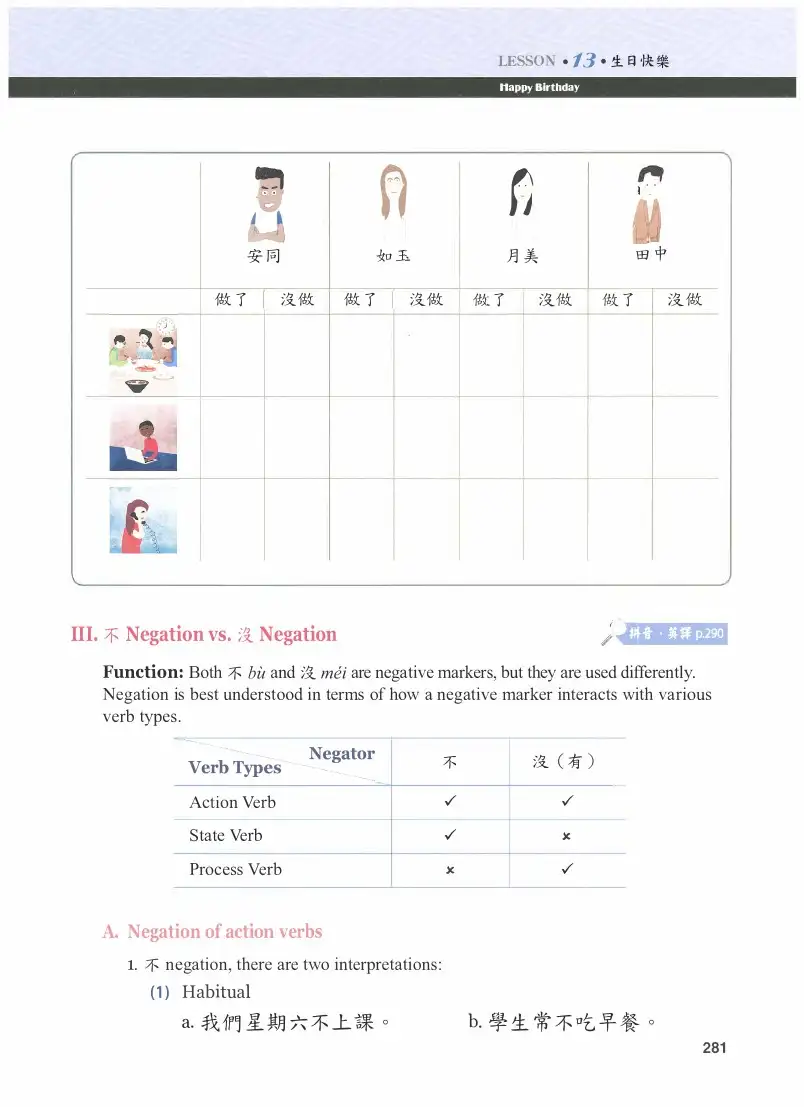 LESSON • 13 • 生日快樂
Happy Birthday
安同 如玉 月美 田中
做了 沒做 做了 沒做 做了 沒做 做了 沒做
III. 不 Negation vs. 沒 Negation
拼音・英譯 p.290
Function: Both 不 bù and 沒 méi are negative markers, but they are used differently.
Negation is best understood in terms of how a negative marker interacts with various
verb types.
Negator
Verb Types 不 沒（有）
Action Verb ✓ ✓
State Verb ✓ ×
Process Verb × ✓
A. Negation of action verbs
1. 不 negation, there are two interpretations:
(1) Habitual
a. 我們星期六不上課。 b. 學生常不吃早餐。
281